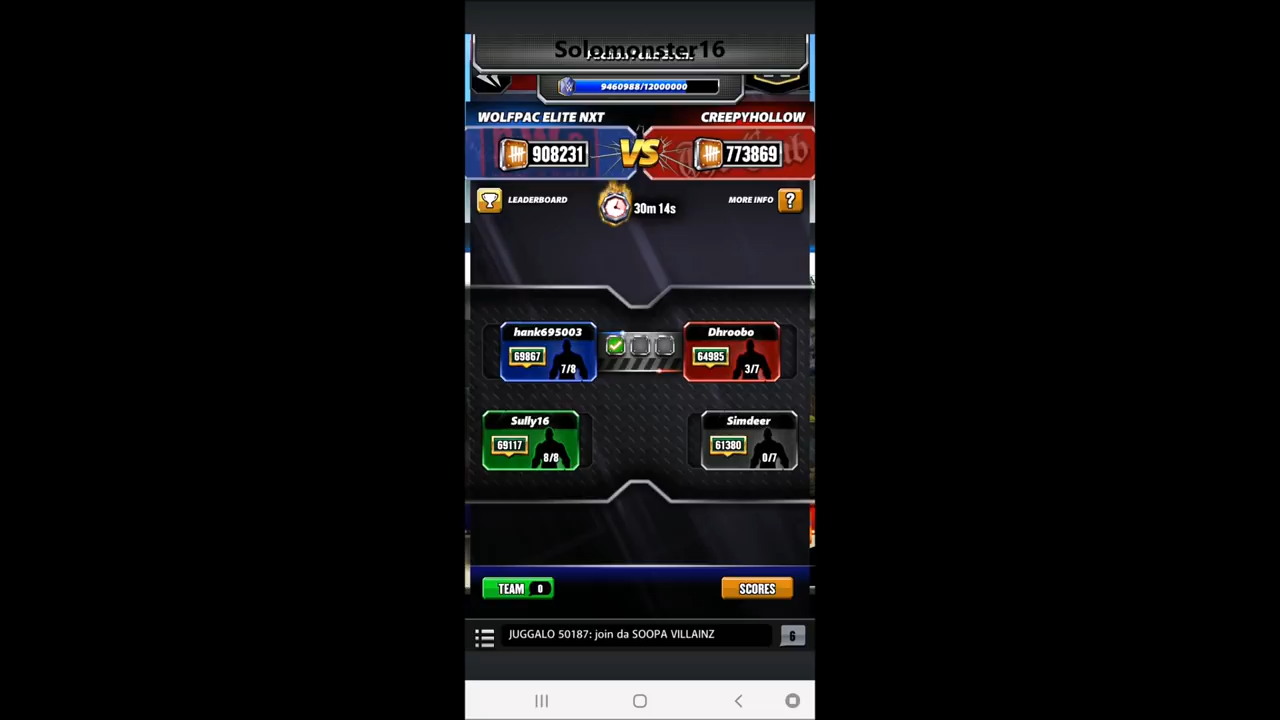 Solomonster16
9460988/12000000
WOLFPAC ELITE NXT
CREEPYHOLLOW
908231
VS
773869
LEADERBOARD
30m 14s
MORE INFO
?
hank695003
69867
7/8
Dhroobo
64985
3/7
Sully16
69117
8/8
Simdeer
61380
0/7
TEAM 0
SCORES
JUGGALO 50187: join da SOOPA VILLAINZ
6